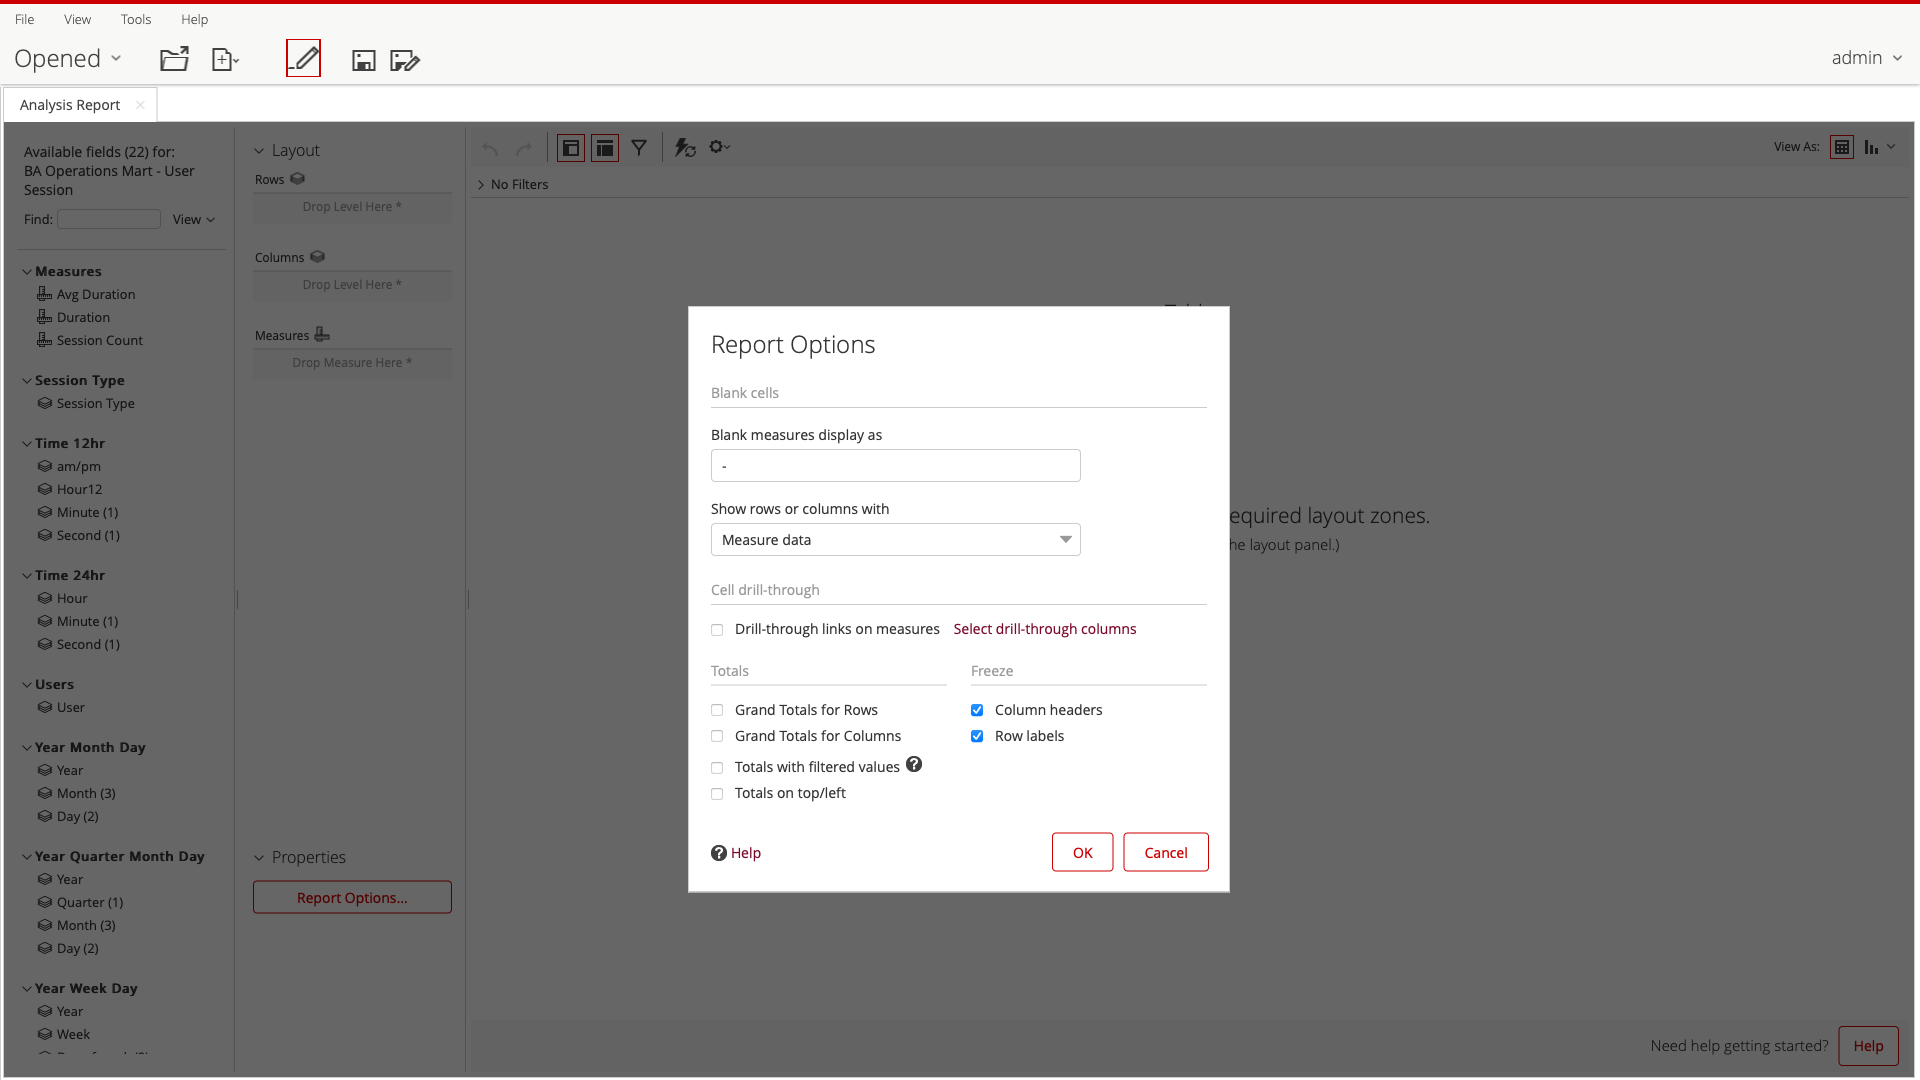 File View Tools Help
Opened
admin
Analysis Report
Available fields (22) for:
BA Operations Mart - User
Session
Find:
View
Measures
Avg Duration
Duration
Session Count
Session Type
Session Type
Time 12hr
am/pm
Hour12
Minute (1)
Second (1)
Time 24hr
Hour
Minute (1)
Second (1)
Users
User
Year Month Day
Year
Month (3)
Day (2)
Year Quarter Month Day
Year
Quarter (1)
Month (3)
Day (2)
Year Week Day
Year
Week
Layout
Rows
Drop Level Here *
Columns
Drop Level Here *
Measures
Drop Measure Here *
Properties
Report Options...
View As:
No Filters
equired layout zones.
he layout panel.)
Report Options
Blank cells
Blank measures display as
-
Show rows or columns with
Measure data
Cell drill-through
Drill-through links on measures Select drill-through columns
Totals
Grand Totals for Rows
Grand Totals for Columns
Totals with filtered values
Totals on top/left
Freeze
Column headers
Row labels
Help
OK
Cancel
Need help getting started?
Help